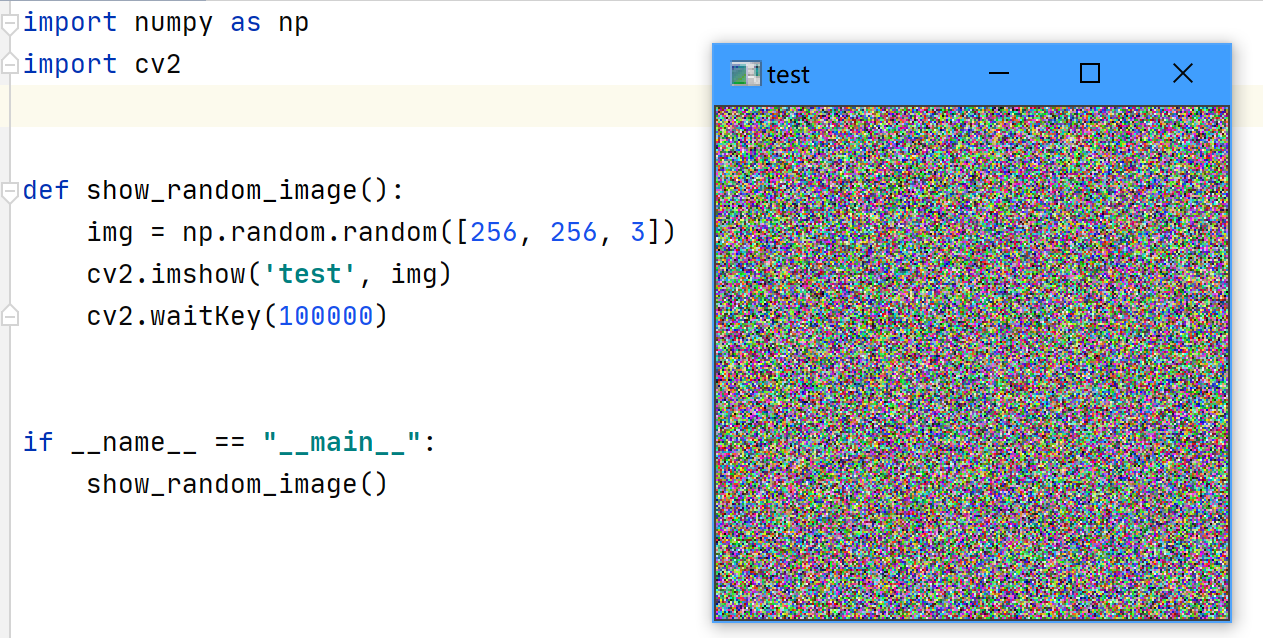 import numpy as np
import cv2
def show_random_image():
    img = np.random.random([256, 256, 3])
    cv2.imshow('test', img)
    cv2.waitKey(100000)
if __name__ == "__main__":
    show_random_image()
test